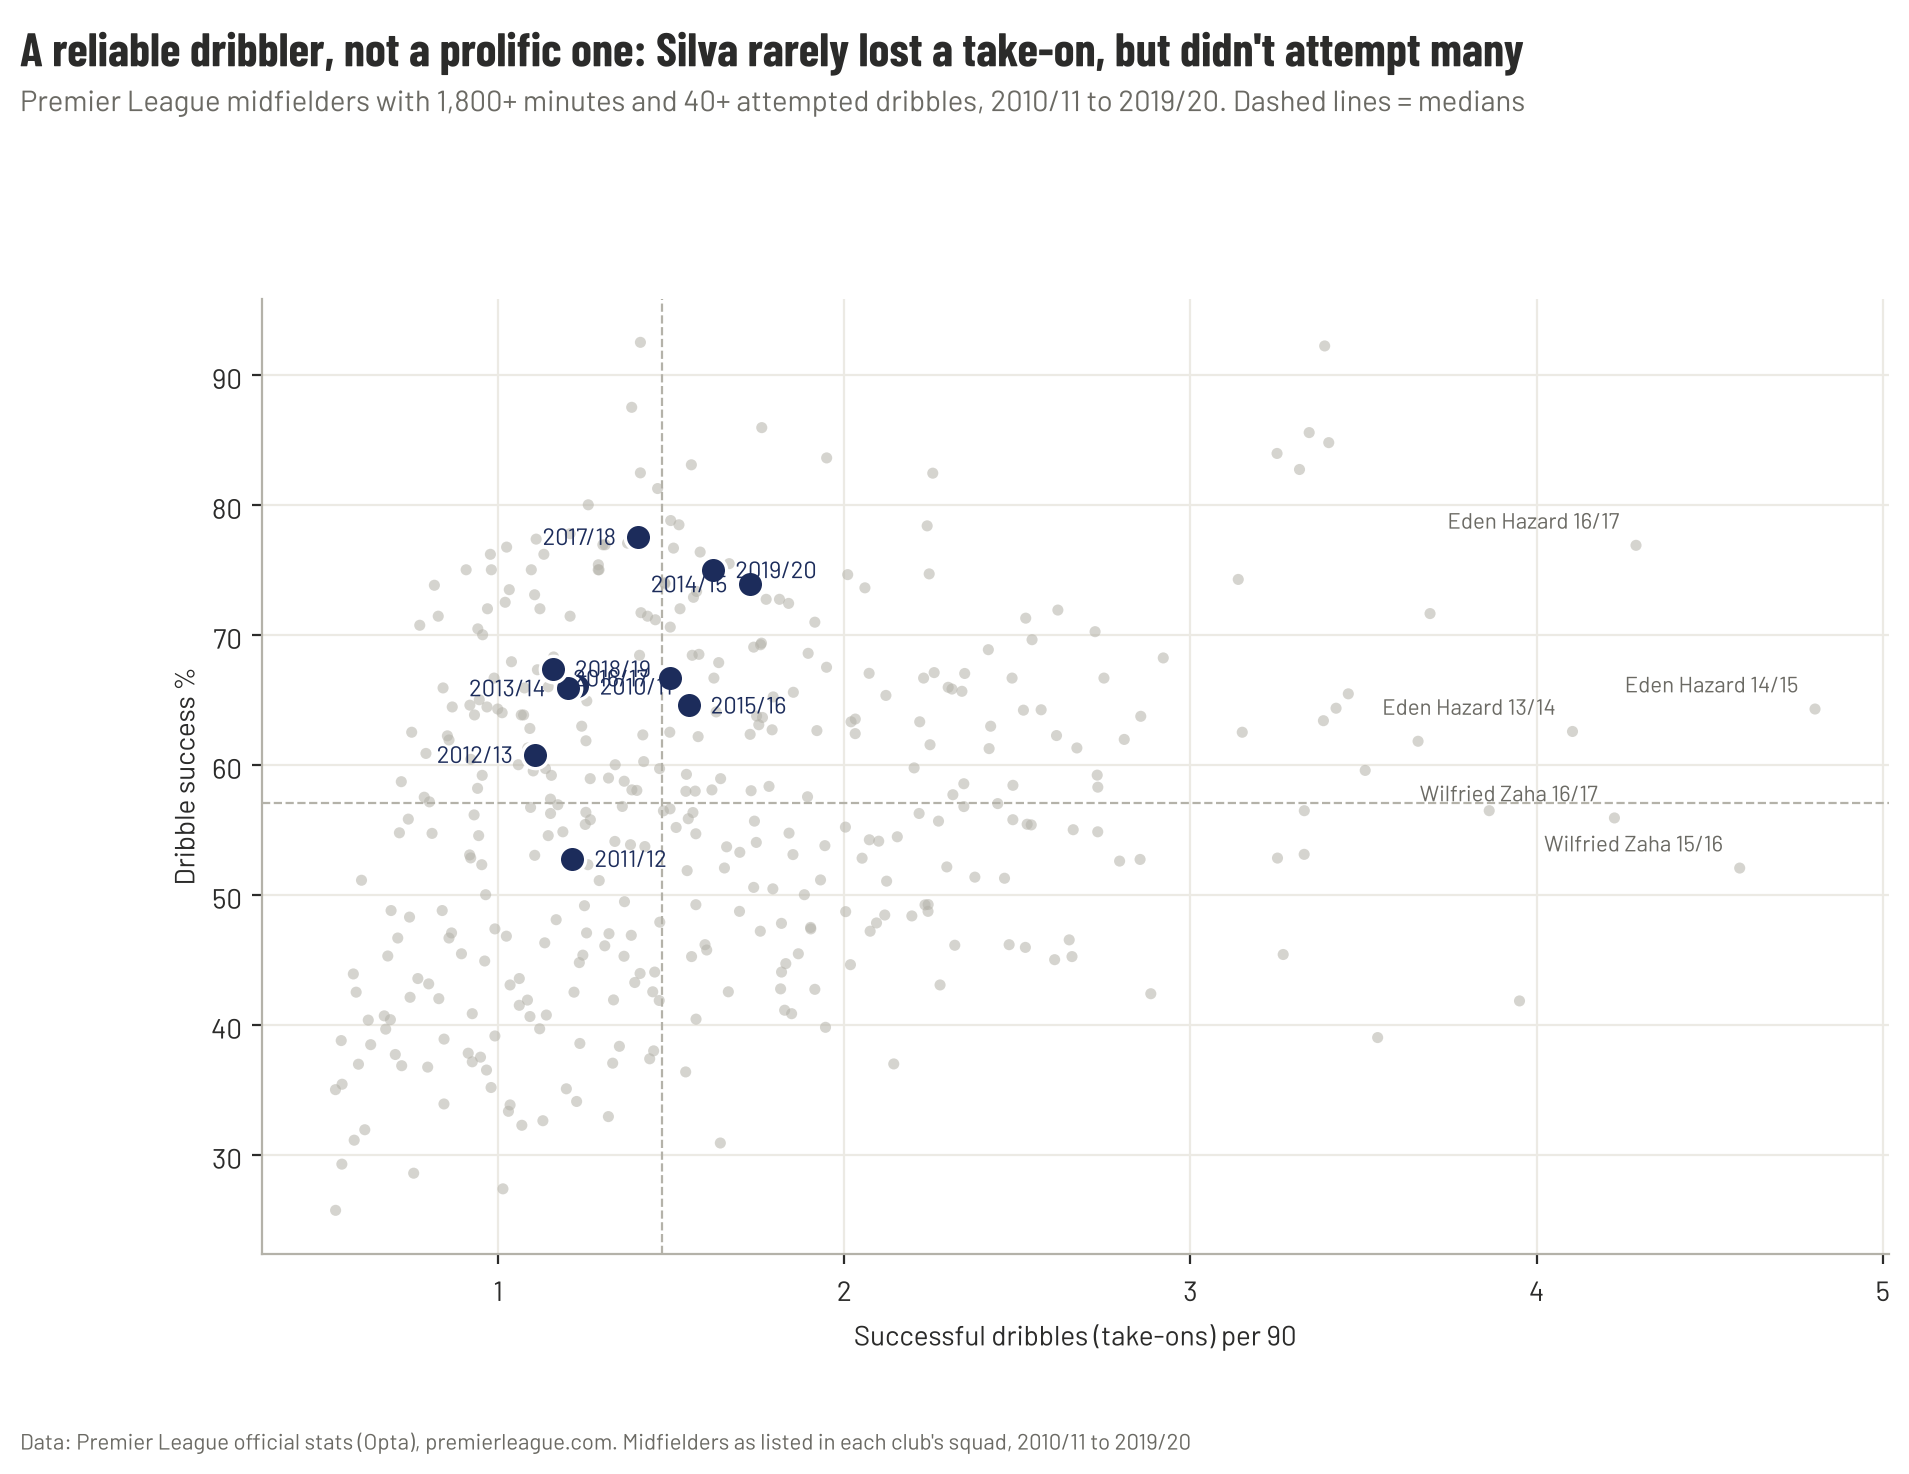 A reliable dribbler, not a prolific one: Silva rarely lost a take-on, but didn't attempt many
Premier League midfielders with 1,800+ minutes and 40+ attempted dribbles, 2010/11 to 2019/20. Dashed lines = medians
90
80
70
60
50
40
30
Dribble success %
Eden Hazard 16/17
2017/18
2019/20
2014/15
2018/19
2016/17
2013/14
2010/11
2015/16
Eden Hazard 14/15
Eden Hazard 13/14
2012/13
Wilfried Zaha 16/17
Wilfried Zaha 15/16
2011/12
1
2
3
4
5
Successful dribbles (take-ons) per 90
Data: Premier League official stats (Opta), premierleague.com. Midfielders as listed in each club's squad, 2010/11 to 2019/20